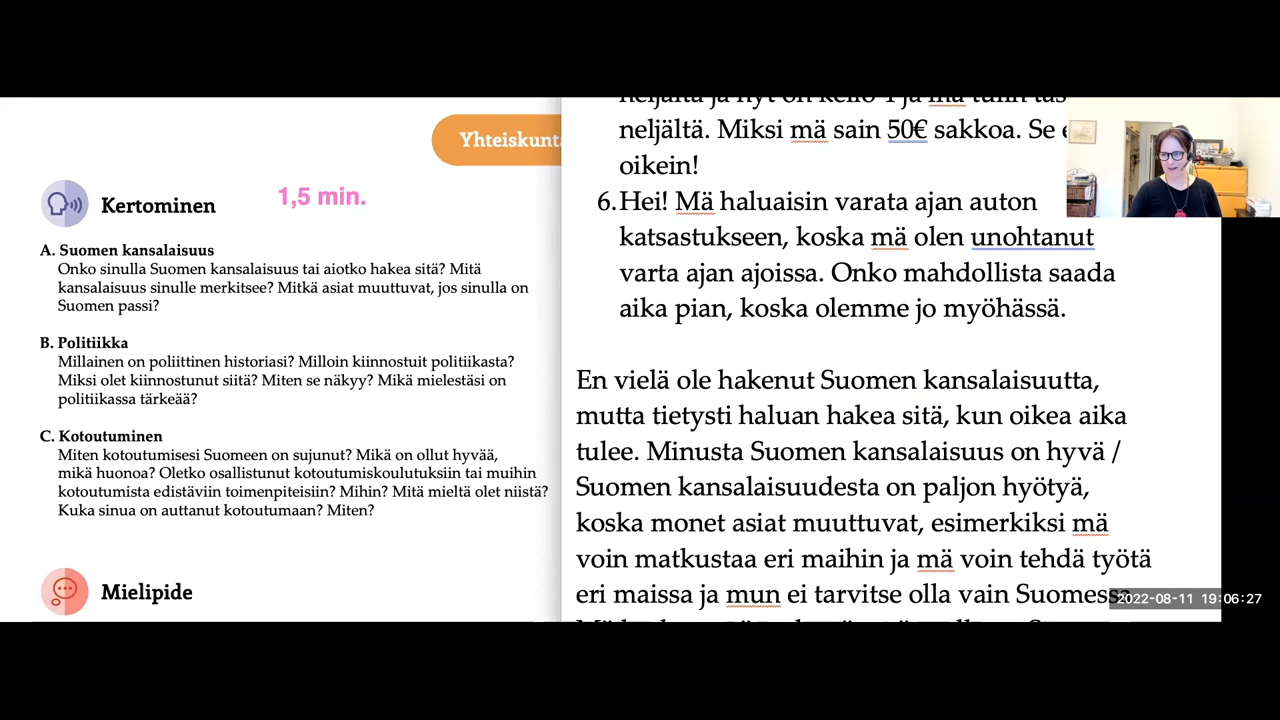 Yhteiskunta
Kertominen
1,5 min.
A. Suomen kansalaisuus
Onko sinulla Suomen kansalaisuus tai aiotko hakea sitä? Mitä
kansalaisuus sinulle merkitsee? Mitkä asiat muuttuvat, jos sinulla on
Suomen passi?
B. Politiikka
Millainen on poliittinen historiasi? Milloin kiinnostuit politiikasta?
Miksi olet kiinnostunut siitä? Miten se näkyy? Mikä mielestäsi on
politiikassa tärkeää?
C. Kotoutuminen
Miten kotoutumisesi Suomeen on sujunut? Mikä on ollut hyvää,
mikä huonoa? Oletko osallistunut kotoutumiskoulutuksiin tai muihin
kotoutumista edistäviin toimenpiteisiin? Mihin? Mitä mieltä olet niistä?
Kuka sinua on auttanut kotoutumaan? Miten?
Mielipide
neljältä. Miksi mä sain 50€ sakkoa. Se
oikein!
6. Hei! Mä haluaisin varata ajan auton
katsastukseen, koska mä olen unohtanut
varta ajan ajoissa. Onko mahdollista saada
aika pian, koska olemme jo myöhässä.
En vielä ole hakenut Suomen kansalaisuutta,
mutta tietysti haluan hakea sitä, kun oikea aika
tulee. Minusta Suomen kansalaisuus on hyvä /
Suomen kansalaisuudesta on paljon hyötyä,
koska monet asiat muuttuvat, esimerkiksi mä
voin matkustaa eri maihin ja mä voin tehdä työtä
eri maissa ja mun ei tarvitse olla vain Suomessa
2022-08-11 19:06:27